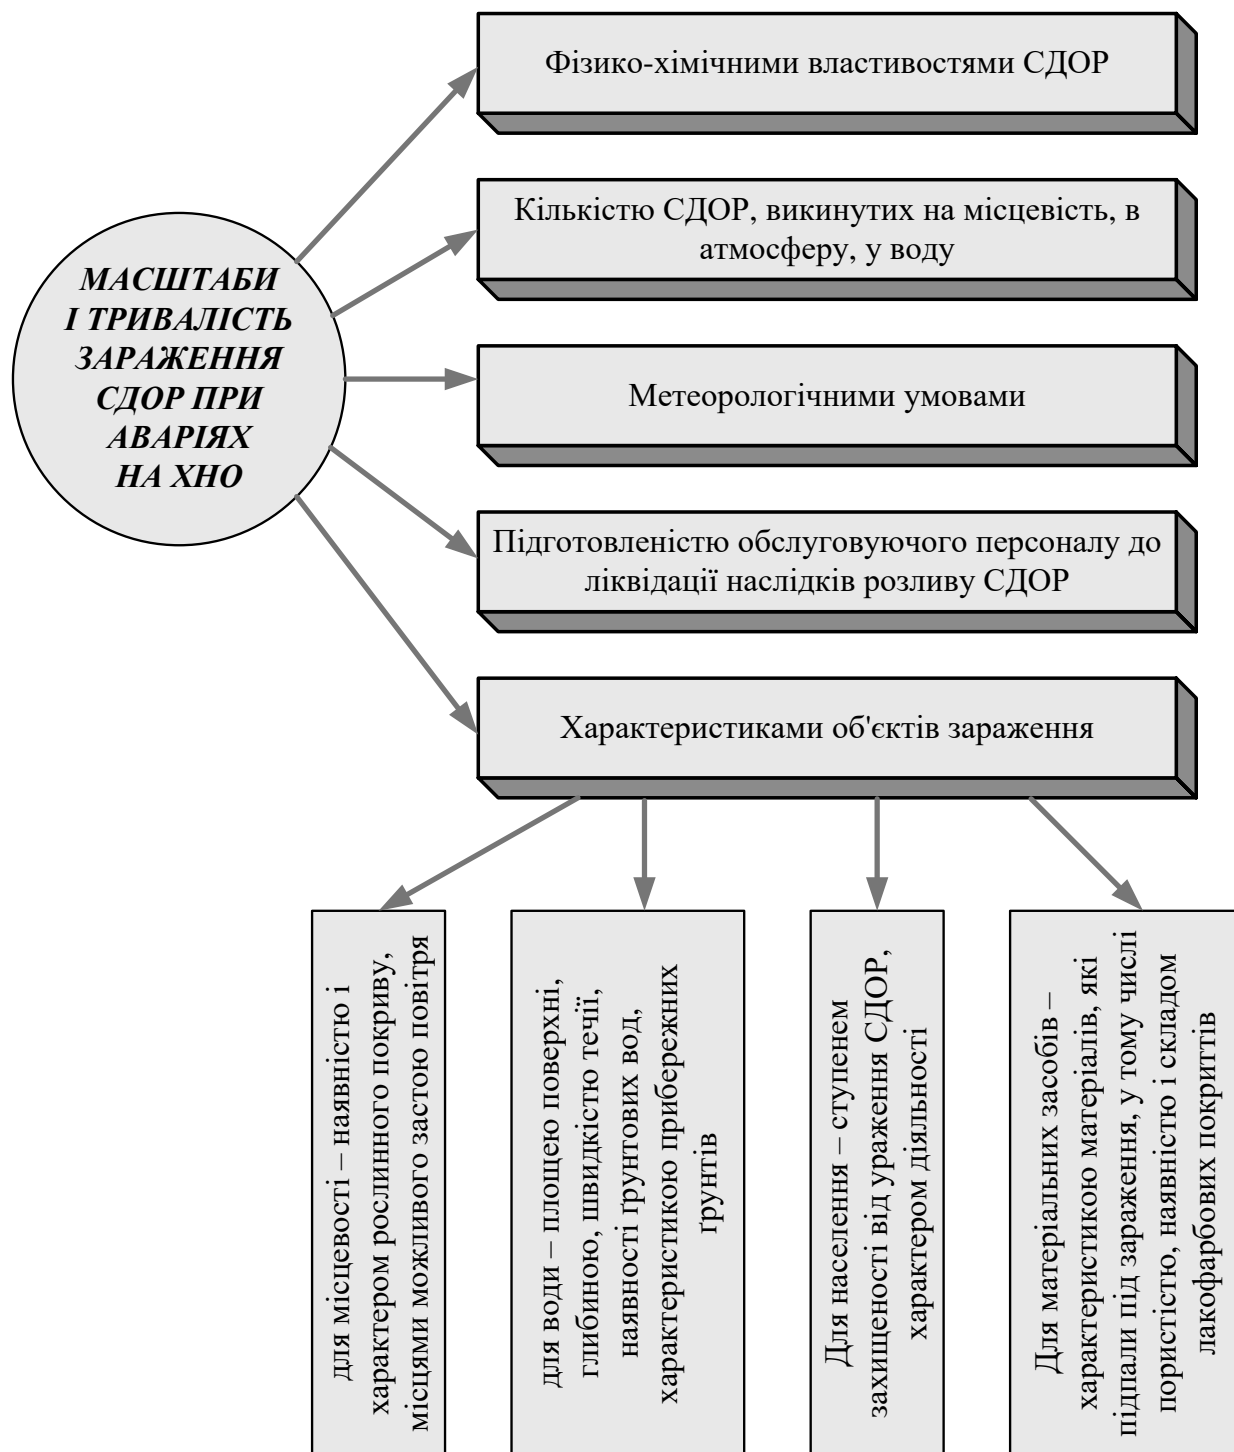 МАСШТАБИ
І ТРИВАЛІСТЬ
ЗАРАЖЕННЯ
СДОР ПРИ
АВАРІЯХ
НА ХНО
Фізико-хімічними властивостями СДОР
Кількістю СДОР, викинутих на місцевість, в
атмосферу, у воду
Метеорологічними умовами
Підготовленістю обслуговуючого персоналу до
ліквідації наслідків розливу СДОР
Характеристиками об'єктів зараження
для місцевості – наявністю і
характером рослинного покриву,
місцями можливого застою повітря
для води – площею поверхні,
глибиною, швидкістю течії,
наявності ґрунтових вод,
характеристикою прибережних
ґрунтів
Для населення – ступенем
захищеності від ураження СДОР,
характером діяльності
Для матеріальних засобів –
характеристикою матеріалів, які
підпали під зараження, у тому числі
пористістю, наявністю і складом
лакофарбових покриттів